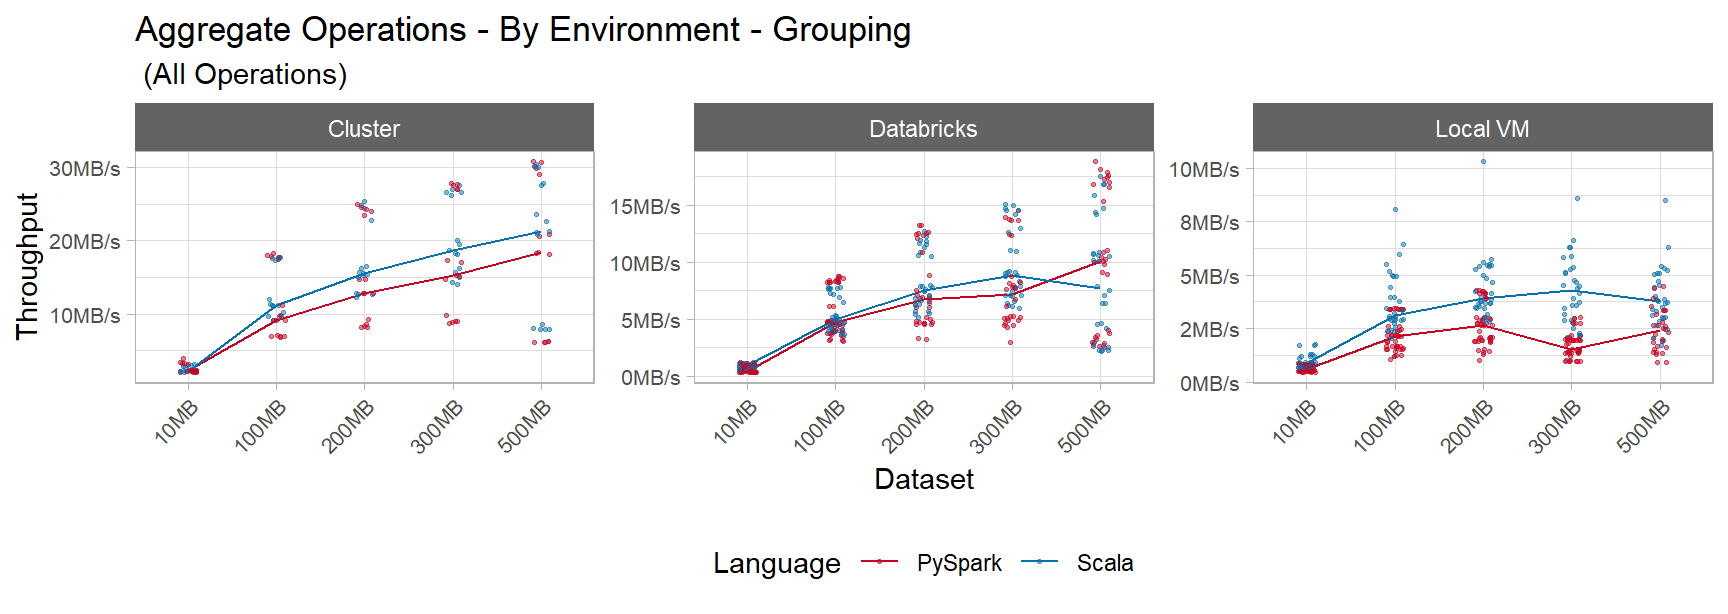 Aggregate Operations - By Environment - Grouping
(All Operations)
Cluster
Databricks
Local VM
Throughput
30MB/s
20MB/s
10MB/s
15MB/s
10MB/s
5MB/s
0MB/s
10MB/s
8MB/s
5MB/s
2MB/s
0MB/s
10MB
100MB
200MB
300MB
500MB
10MB
100MB
200MB
300MB
500MB
10MB
100MB
200MB
300MB
500MB
Dataset
Language PySpark Scala